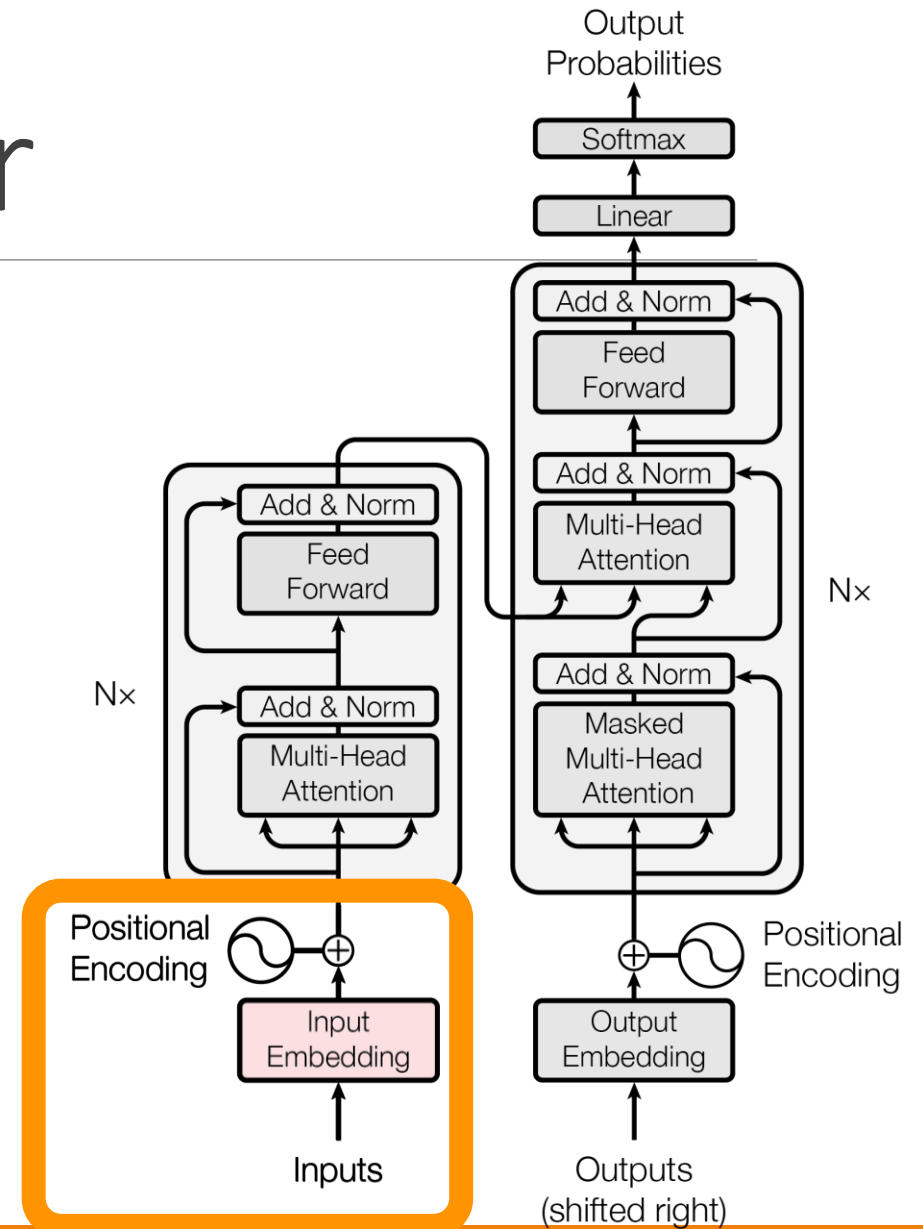 r
Output
Probabilities
Softmax
Linear
Add & Norm
Feed
Forward
Add & Norm
Multi-Head
Attention
Nx
Add & Norm
Masked
Multi-Head
Attention
Add & Norm
Feed
Forward
Nx
Add & Norm
Multi-Head
Attention
Positional
Encoding
Input
Embedding
Inputs
Positional
Encoding
Output
Embedding
Outputs
(shifted right)